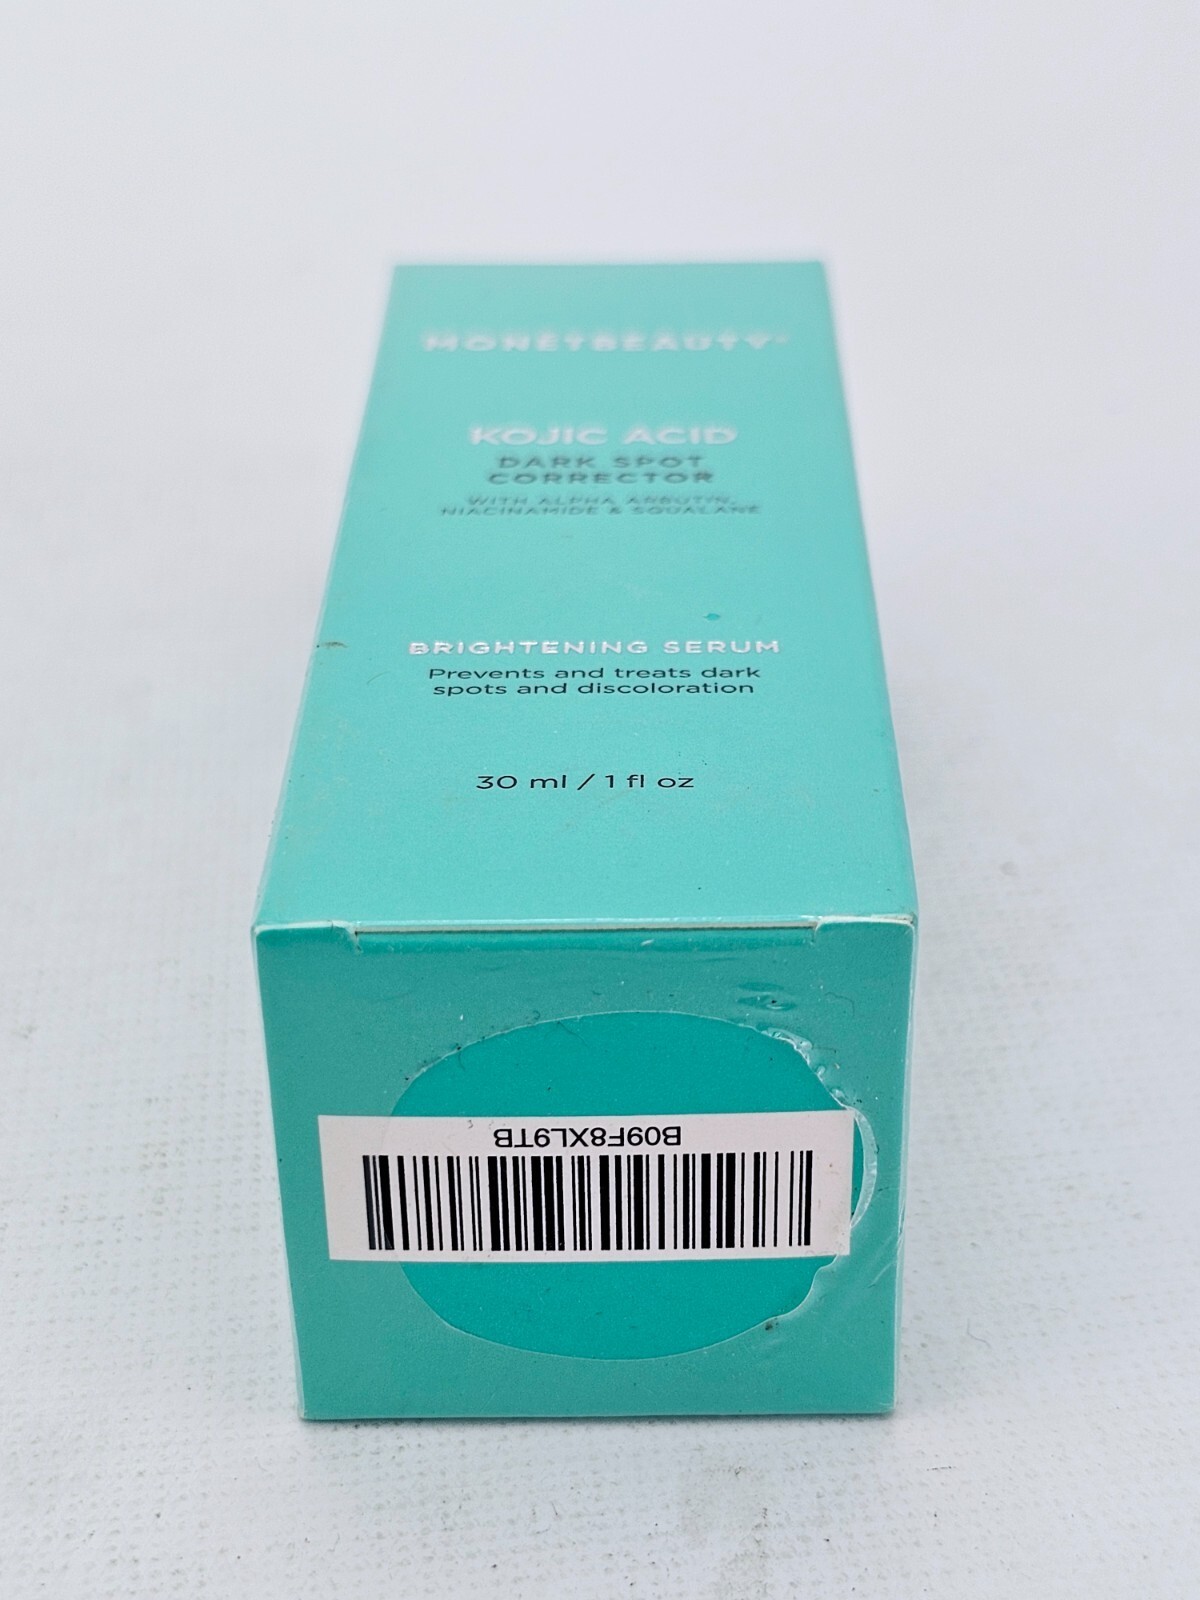 MONETBEAUTY
KOJIC ACID
DARK SPOT
CORRECTOR
WITH ALPHA ARBUTIN,
NIACINAMIDE & SQUALANE
BRIGHTENING SERUM
Prevents and treats dark
spots and discoloration
30 ml / 1 fl oz
B09F8XL9TB